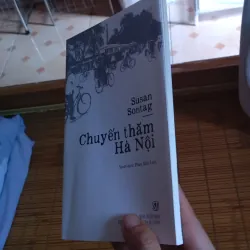 Susan
Sontag
Chuyến thăm
Hà Nội